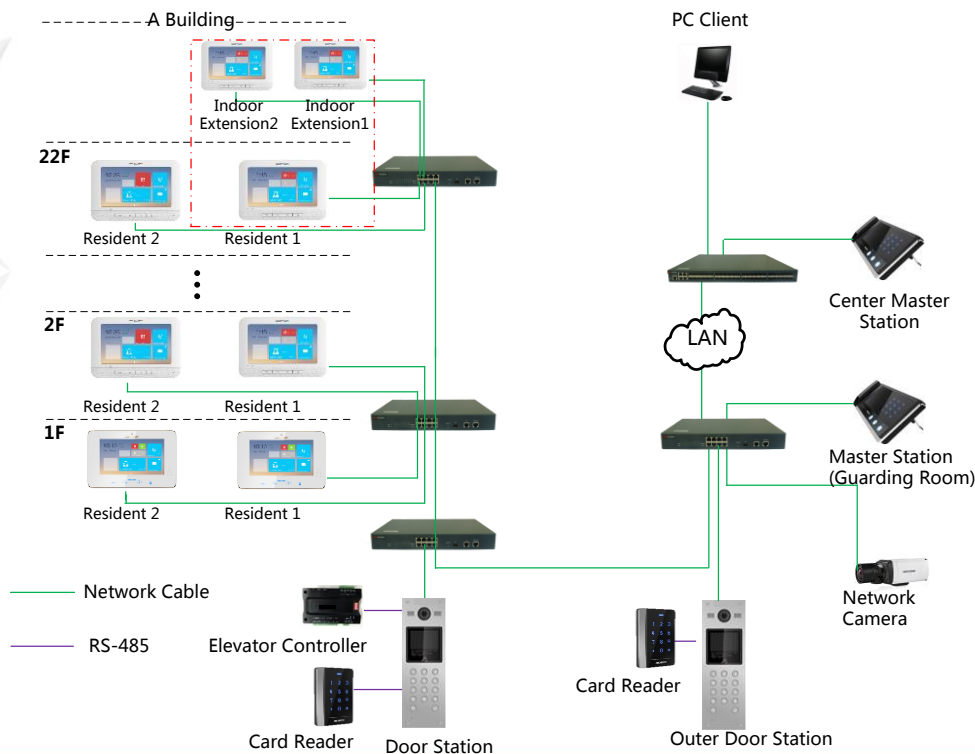 A Building
PC Client
Indoor
Extension2
Indoor
Extension1
22F
Resident 2
Resident 1
Center Master
Station
LAN
2F
Resident 2
Resident 1
1F
Master Station
(Guarding Room)
Resident 2
Resident 1
Network Cable
Network
Camera
RS-485
Elevator Controller
Card Reader
Card Reader
Door Station
Outer Door Station